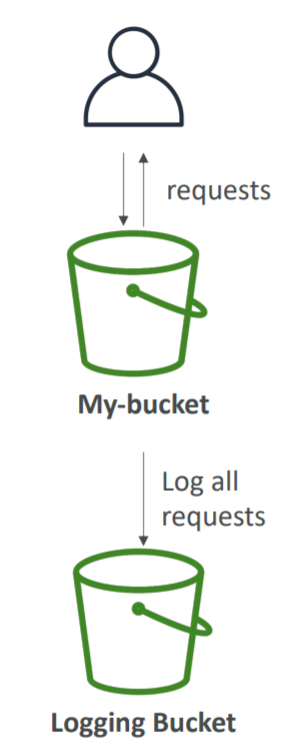 requests
My-bucket
Log all
requests
Logging Bucket